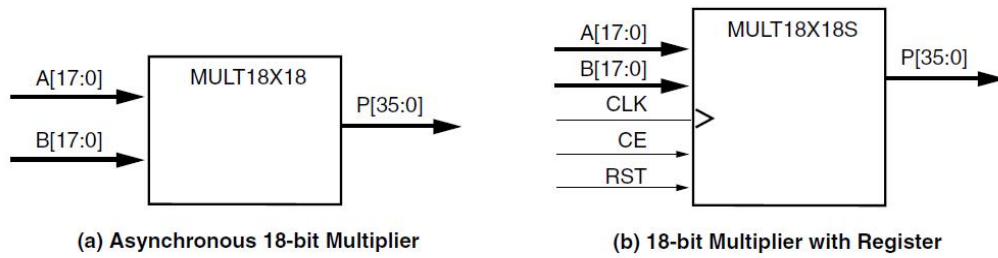 A[17:0]
B[17:0]
MULT18X18
P[35:0]
(a) Asynchronous 18-bit Multiplier
A[17:0]
B[17:0]
CLK
CE
RST
MULT18X18S
P[35:0]
(b) 18-bit Multiplier with Register